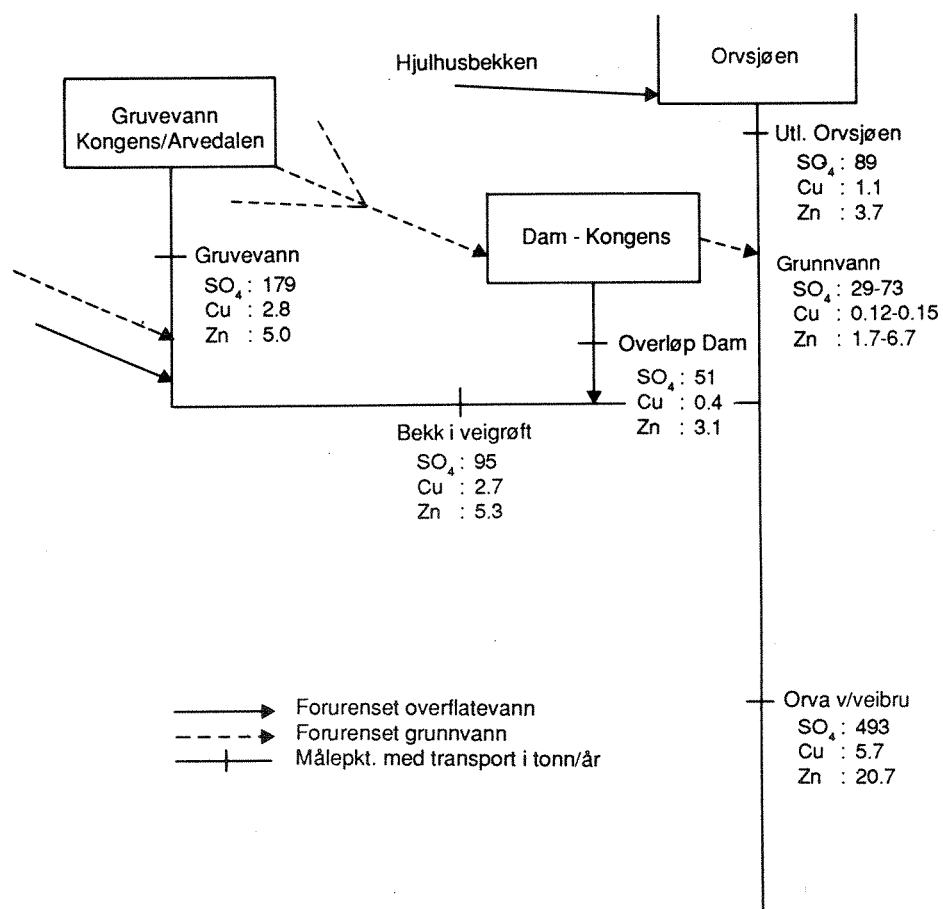 Hjulhusbekken
Orvsjøen
Gruvevann
Kongens/Arvedalen
Utl. Orvsjøen
SO₄ : 89
Cu : 1.1
Zn : 3.7
Dam - Kongens
Gruvevann
SO₄ : 179
Cu : 2.8
Zn : 5.0
Grunnvann
SO₄ : 29-73
Cu : 0.12-0.15
Zn : 1.7-6.7
Overløp Dam
SO₄ : 51
Cu : 0.4
Zn : 3.1
Bekk i veigrøft
SO₄ : 95
Cu : 2.7
Zn : 5.3
Orva v/veibru
SO₄ : 493
Cu : 5.7
Zn : 20.7
Forurenset overflatevann
Forurenset grunnvann
Målepkt. med transport i tonn/år